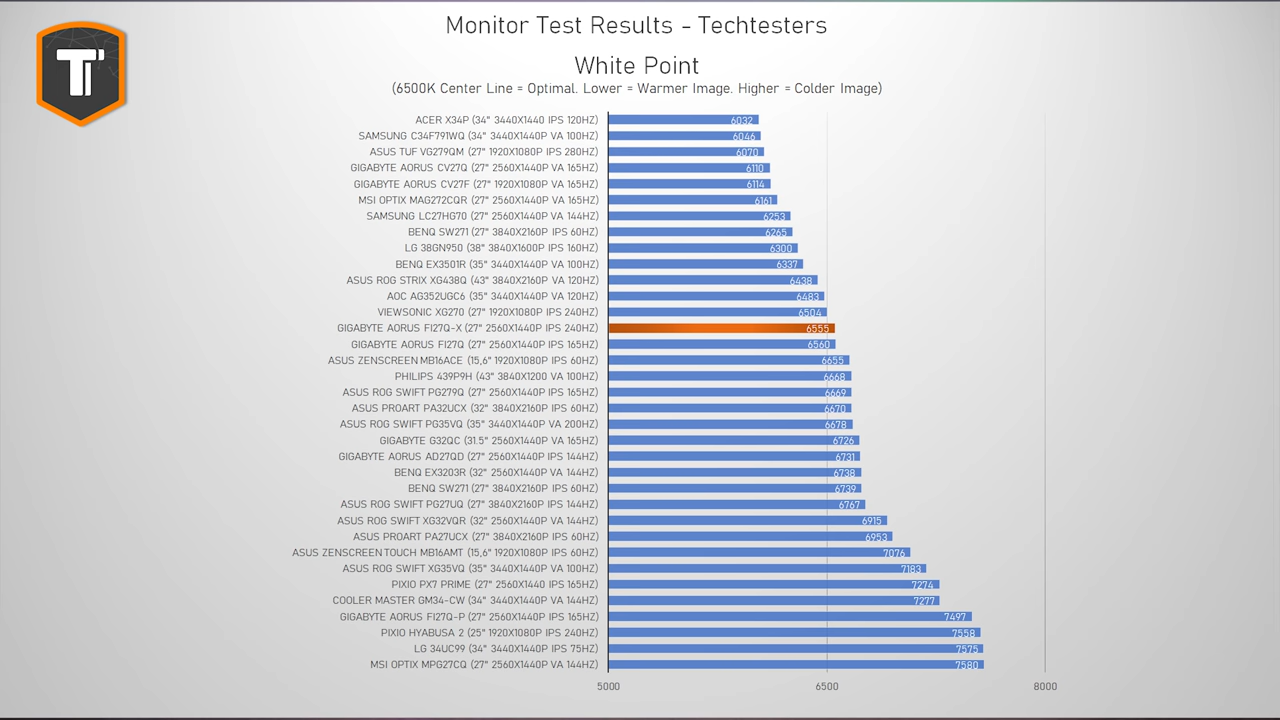 Monitor Test Results - Techtesters
White Point
(6500K Center Line = Optimal. Lower = Warmer Image. Higher = Colder Image)
ACER X34P (34" 3440X1440 IPS 120HZ) 6032
SAMSUNG C34F791WQ (34" 3440X1440P VA 100HZ) 6046
ASUS TUF VG279QM (27" 1920X1080P IPS 280HZ) 6070
GIGABYTE AORUS CV27Q (27" 2560X1440P VA 165HZ) 6110
GIGABYTE AORUS CV27F (27" 1920X1080P VA 165HZ) 6114
MSI OPTIX MAG272CQR (27" 2560X1440P VA 165HZ) 6161
SAMSUNG LC27HG70 (27" 2560X1440P VA 144HZ) 6253
BENQ SW271 (27" 3840X2160P IPS 60HZ) 6265
LG 38GN950 (38" 3840X1600P IPS 160HZ) 6300
BENQ EX3501R (35" 3440X1440P VA 100HZ) 6337
ASUS ROG STRIX XG438Q (43" 3840X2160P VA 120HZ) 6438
AOC AG352UGC6 (35" 3440X1440P VA 120HZ) 6483
VIEWSONIC XG270 (27" 1920X1080P IPS 240HZ) 6504
GIGABYTE AORUS FI27Q-X (27" 2560X1440P IPS 240HZ) 6555
GIGABYTE AORUS FI27Q (27" 2560X1440P IPS 165HZ) 6560
ASUS ZENSCREEN MB16ACE (15,6" 1920X1080P IPS 60HZ) 6655
PHILIPS 439P9H (43" 3840X1200 VA 100HZ) 6668
ASUS ROG SWIFT PG279Q (27" 2560X1440P IPS 165HZ) 6669
ASUS PROART PA32UCX (32" 3840X2160P IPS 60HZ) 6670
ASUS ROG SWIFT PG35VQ (35" 3440X1440P VA 200HZ) 6678
GIGABYTE G32QC (31.5" 2560X1440P VA 165HZ) 6726
GIGABYTE AORUS AD27QD (27" 2560X1440P IPS 144HZ) 6731
BENQ EX3203R (32" 2560X1440P VA 144HZ) 6738
BENQ SW271 (27" 3840X2160P IPS 60HZ) 6739
ASUS ROG SWIFT PG27UQ (27" 3840X2160P IPS 144HZ) 6767
ASUS ROG SWIFT XG32VQR (32" 2560X1440P VA 144HZ) 6915
ASUS PROART PA27UCX (27" 3840X2160P IPS 60HZ) 6953
ASUS ZENSCREEN TOUCH MB16AMT (15,6" 1920X1080P IPS 60HZ) 7076
ASUS ROG SWIFT XG35VQ (35" 3440X1440P VA 100HZ) 7183
PIXIO PX7 PRIME (27" 2560X1440 IPS 165HZ) 7274
COOLER MASTER GM34-CW (34" 3440X1440P VA 144HZ) 7277
GIGABYTE AORUS FI27Q-P (27" 2560X1440P IPS 165HZ) 7497
PIXIO HYABUSA 2 (25" 1920X1080P IPS 240HZ) 7558
LG 34UC99 (34" 3440X1440P IPS 75HZ) 7575
MSI OPTIX MPG27CQ (27" 2560X1440P VA 144HZ) 7580
5000 6500 8000